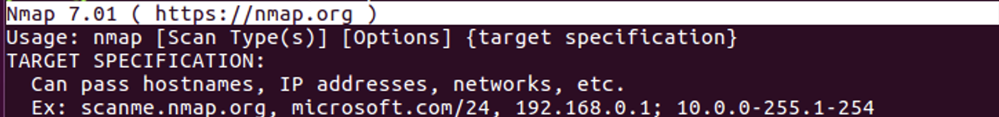 Nmap 7.01 ( https://nmap.org )
Usage: nmap [Scan Type(s)] [Options] {target specification}
TARGET SPECIFICATION:
  Can pass hostnames, IP addresses, networks, etc.
  Ex: scanme.nmap.org, microsoft.com/24, 192.168.0.1; 10.0.0-255.1-254